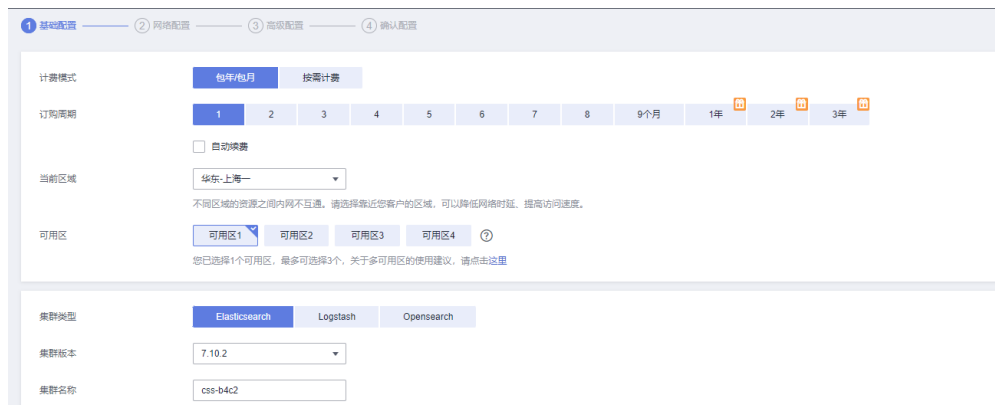 1 基础配置 2 网络配置 3 高级配置 4 确认配置
计费模式 包年/包月 按需计费
订购周期 1 2 3 4 5 6 7 8 9个月 1年 2年 3年
自动续费
当前区域 华东-上海一
不同区域的资源之间内网不互通。请选择靠近您客户的区域，可以降低网络时延、提高访问速度。
可用区 可用区1 可用区2 可用区3 可用区4 ?
您已选择1个可用区，最多可选择3个，关于多可用区的使用建议，请点击这里
集群类型 Elasticsearch Logstash Opensearch
集群版本 7.10.2
集群名称 css-b4c2